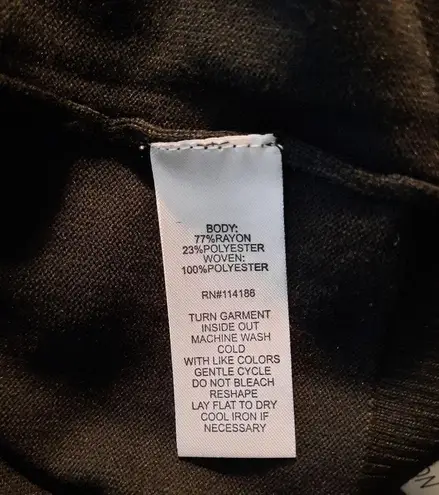 BODY:
77%RAYON
23%POLYESTER
WOVEN:
100%POLYESTER
RN#114186
TURN GARMENT
INSIDE OUT
MACHINE WASH
COLD
WITH LIKE COLORS
GENTLE CYCLE
DO NOT BLEACH
RESHAPE
LAY FLAT TO DRY
COOL IRON IF
NECESSARY